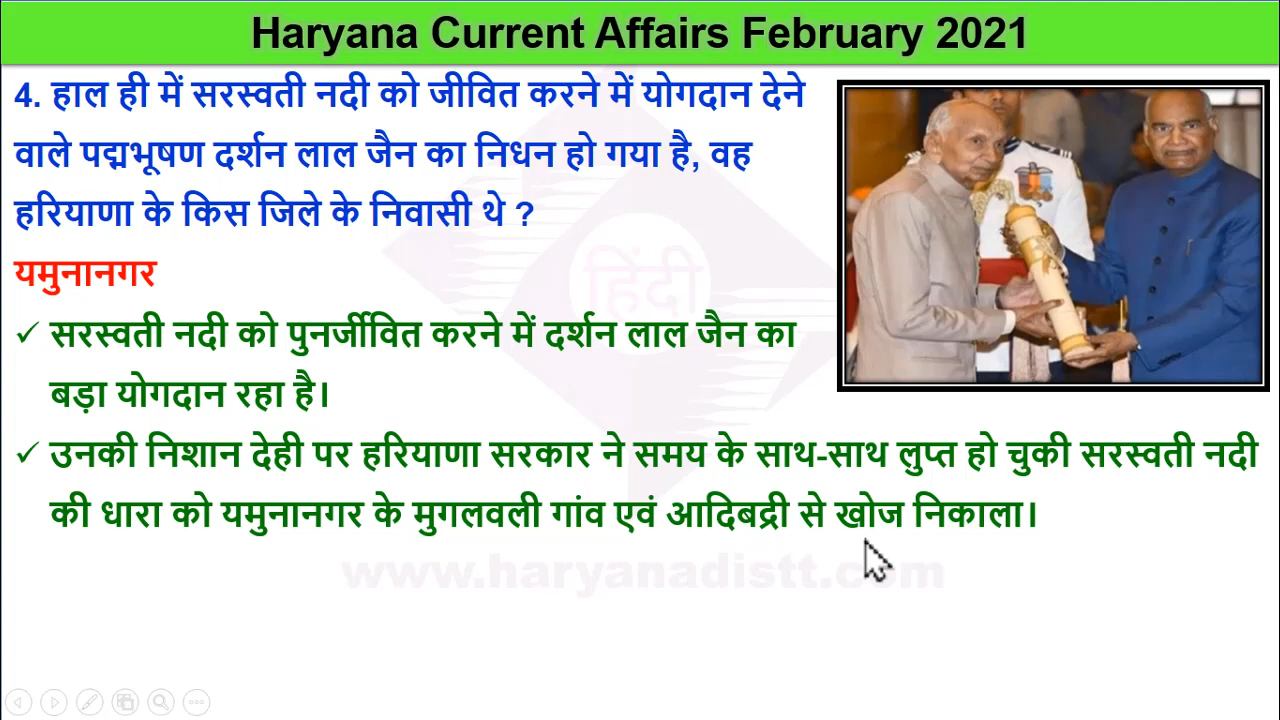 Haryana Current Affairs February 2021
4. हाल ही में सरस्वती नदी को जीवित करने में योगदान देने
वाले पद्मभूषण दर्शन लाल जैन का निधन हो गया है, वह
हरियाणा के किस जिले के निवासी थे ?
यमुनानगर
✓ सरस्वती नदी को पुनर्जीवित करने में दर्शन लाल जैन का
बड़ा योगदान रहा है।
✓ उनकी निशान देही पर हरियाणा सरकार ने समय के साथ-साथ लुप्त हो चुकी सरस्वती नदी
की धारा को यमुनानगर के मुगलवली गांव एवं आदिबद्री से खोज निकाला।
हिंदी
www.haryanadistt.com